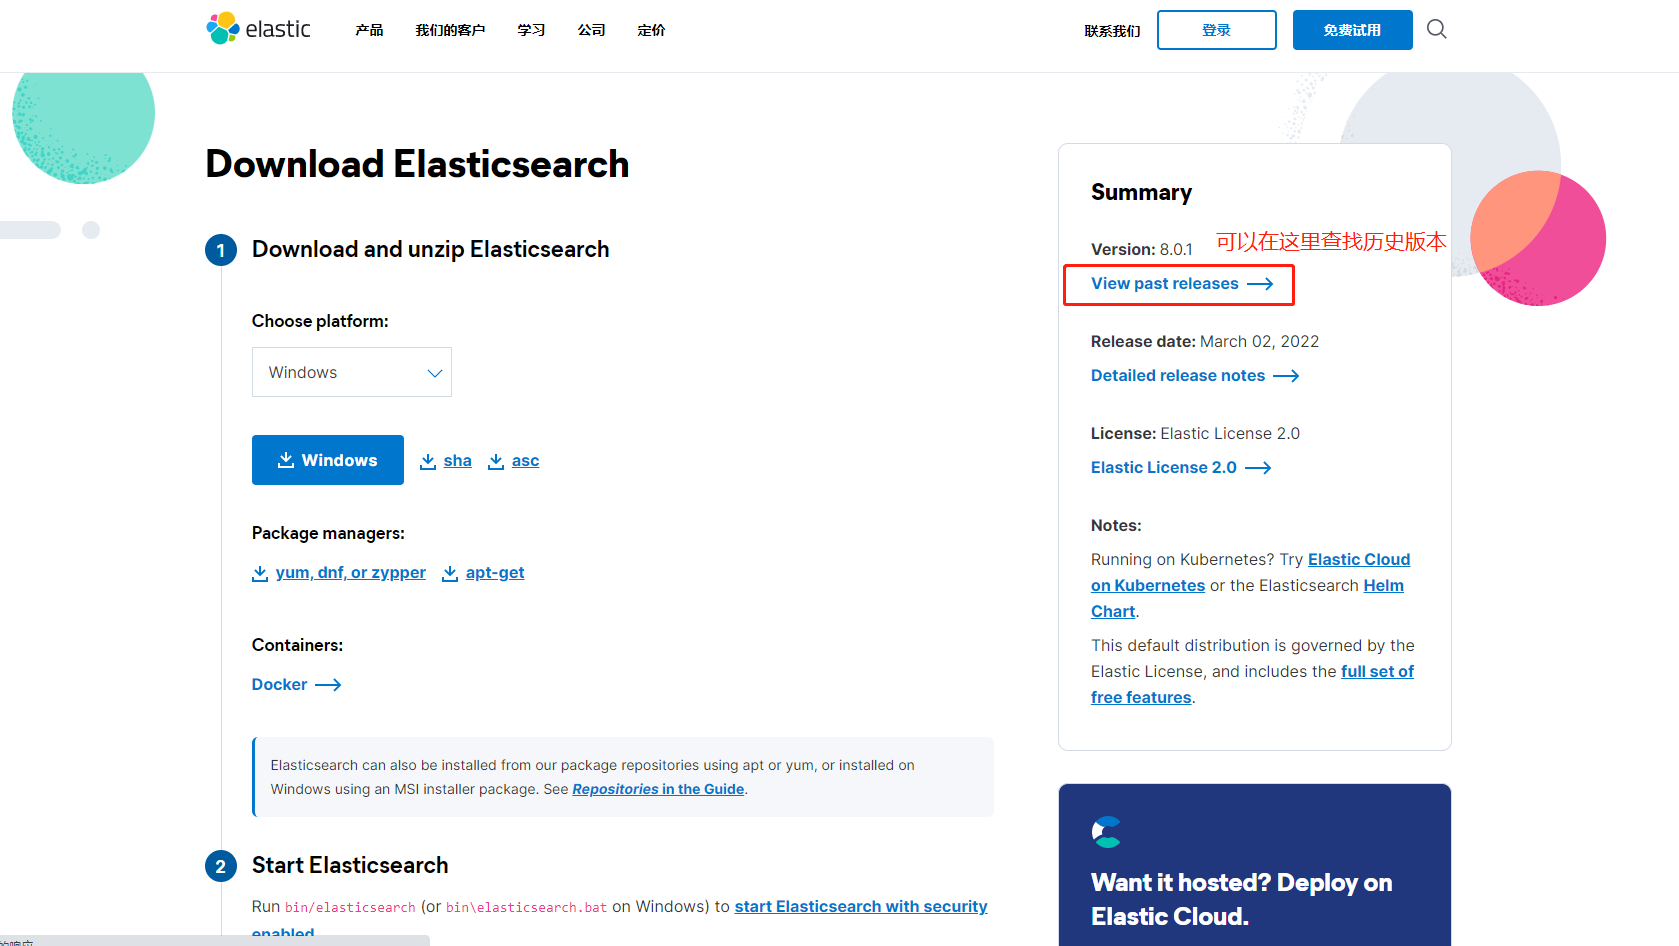 elastic
产品 我们的客户 学习 公司 定价
联系我们 登录 免费试用
Download Elasticsearch
1 Download and unzip Elasticsearch
Choose platform:
Windows
Windows sha asc
Package managers:
yum, dnf, or zypper apt-get
Containers:
Docker
Elasticsearch can also be installed from our package repositories using apt or yum, or installed on
Windows using an MSI installer package. See Repositories in the Guide.
2 Start Elasticsearch
Run bin/elasticsearch (or bin\elasticsearch.bat on Windows) to start Elasticsearch with security
enabled
Summary
Version: 8.0.1 可以在这里查找历史版本
View past releases
Release date: March 02, 2022
Detailed release notes
License: Elastic License 2.0
Elastic License 2.0
Notes:
Running on Kubernetes? Try Elastic Cloud
on Kubernetes or the Elasticsearch Helm
Chart.
This default distribution is governed by the
Elastic License, and includes the full set of
free features.
Want it hosted? Deploy on
Elastic Cloud.